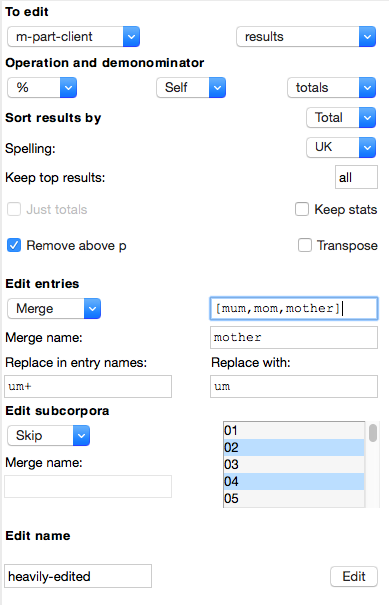 To edit
m-part-client results
Operation and demonominator
% Self totals
Sort results by Total
Spelling: UK
Keep top results: all
Just totals Keep stats
Remove above p Transpose
Edit entries
Merge [mum,mom,mother]
Merge name: mother
Replace in entry names: Replace with:
um+ um
Edit subcorpora
Skip 01
02
Merge name: 03
04
05
Edit name
heavily-edited Edit